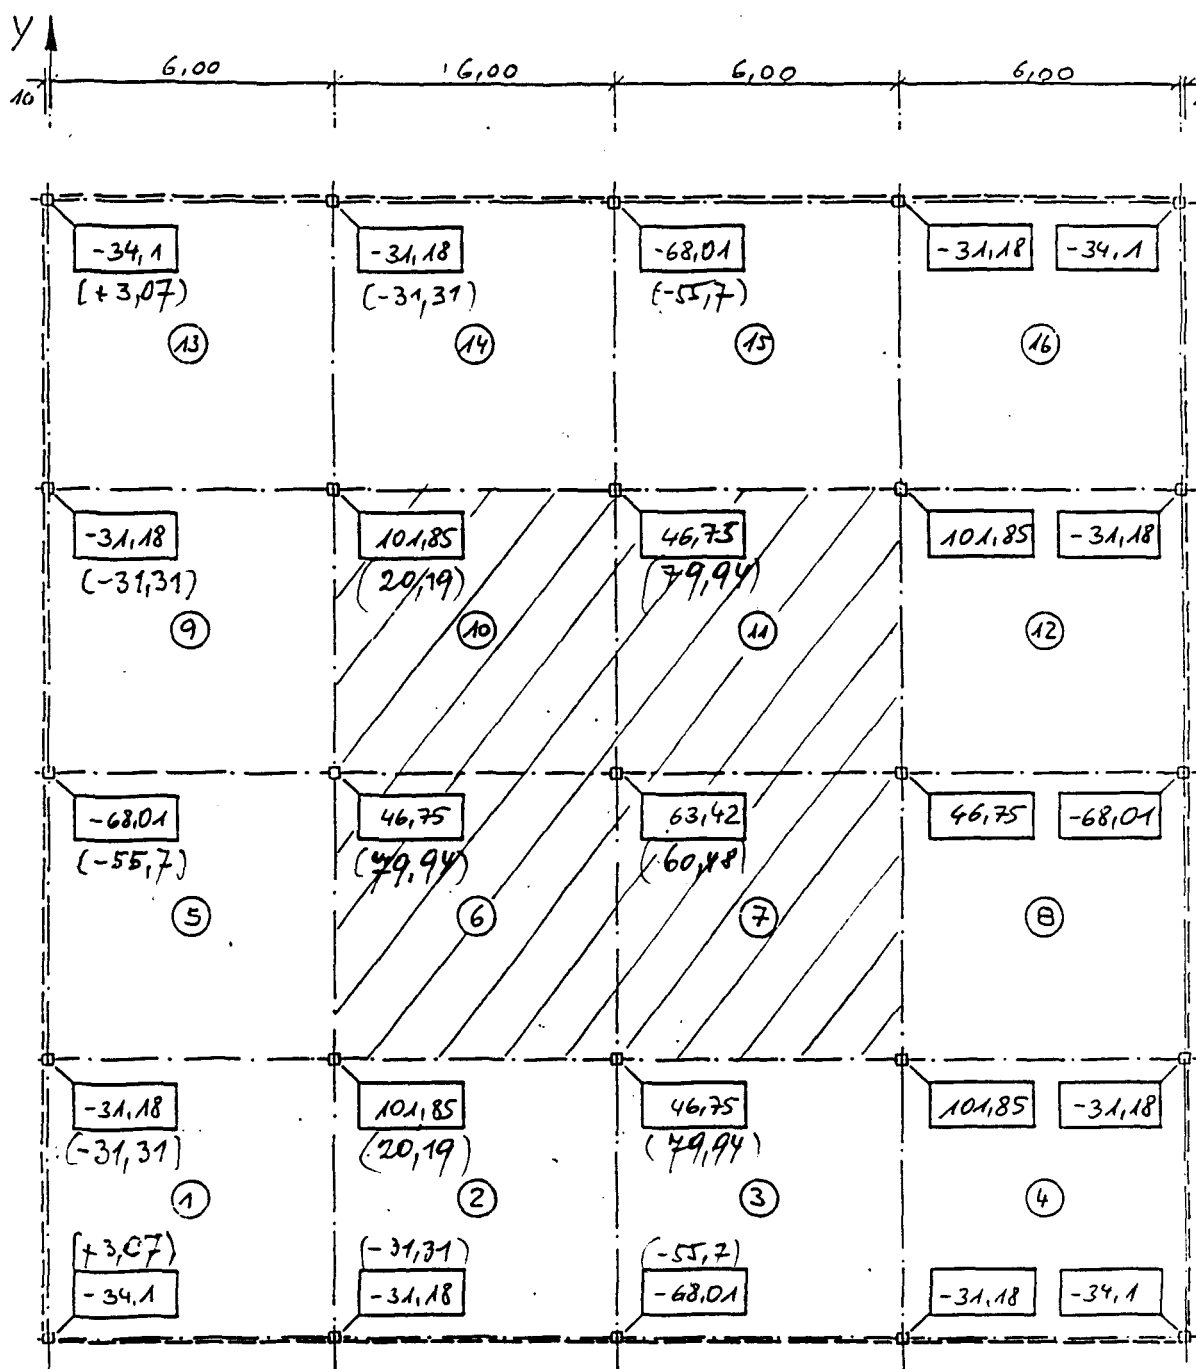 y
6,00 6,00 6,00 6,00
10
-34,1 -31,18 -68,01 -31,18 -34,1
(+3,07) (-31,31) (-55,7)
13 14 15 16
-31,18 101,85 46,75 101,85 -31,18
(-31,31) (20,19) (79,94)
9 10 11 12
-68,01 46,75 63,42 46,75 -68,01
(-55,7) (79,94) (60,48)
5 6 7 8
-31,18 101,85 46,75 101,85 -31,18
(-31,31) (20,19) (79,94)
1 2 3 4
(+3,07) (-31,31) (-55,7)
-34,1 -31,18 -68,01 -31,18 -34,1